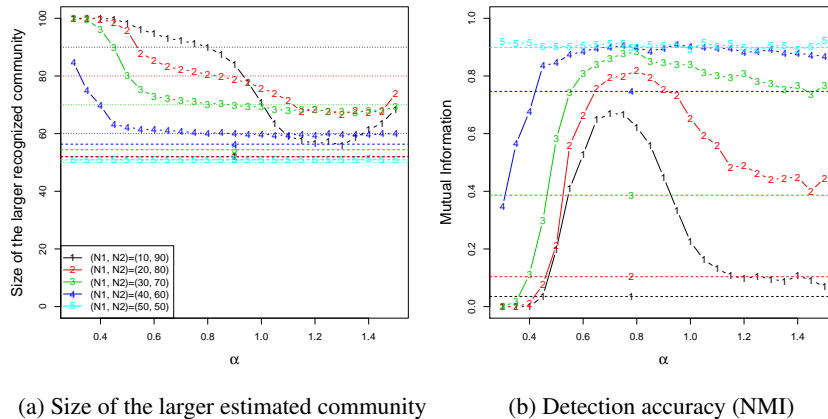 Size of the larger recognized community
0 20 40 60 80 100
(N1, N2)=(10, 90)
(N1, N2)=(20, 80)
(N1, N2)=(30, 70)
(N1, N2)=(40, 60)
(N1, N2)=(50, 50)
0.4 0.6 0.8 1.0 1.2 1.4
α
Mutual Information
0.0 0.2 0.4 0.6 0.8 1.0
0.4 0.6 0.8 1.0 1.2 1.4
α
(a) Size of the larger estimated community
(b) Detection accuracy (NMI)